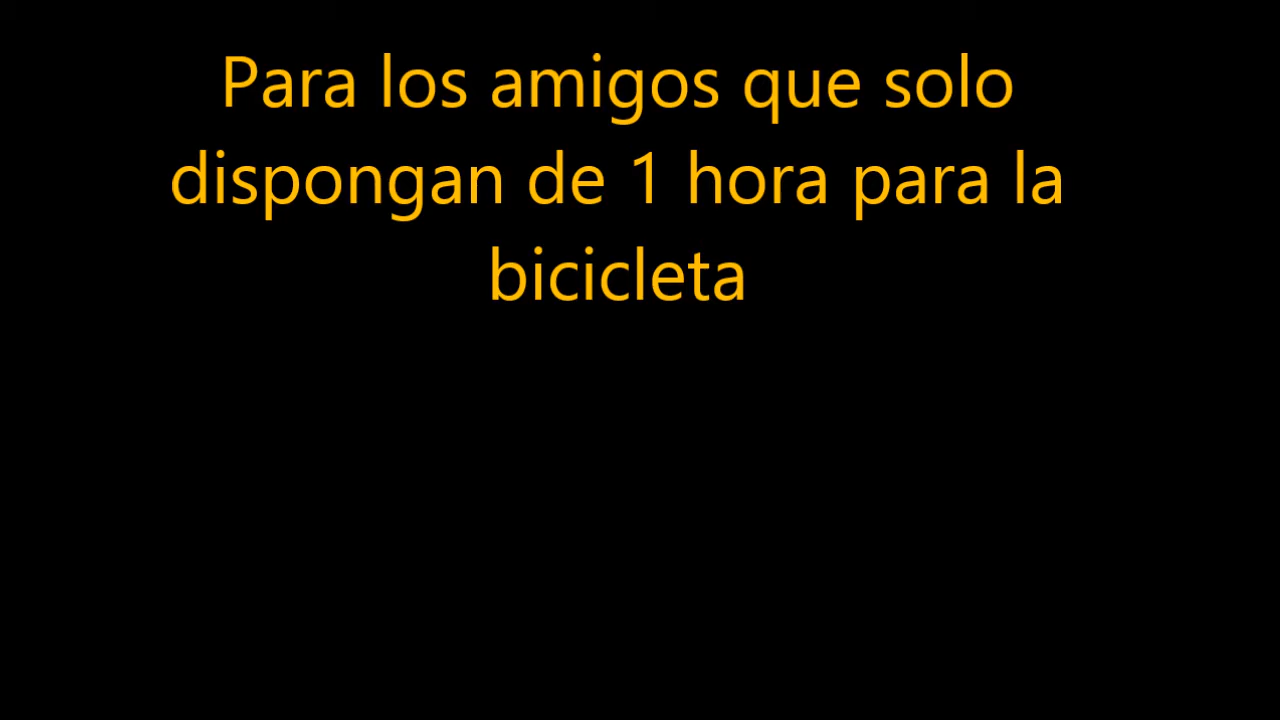 Para los amigos que solo
dispongan de 1 hora para la
bicicleta